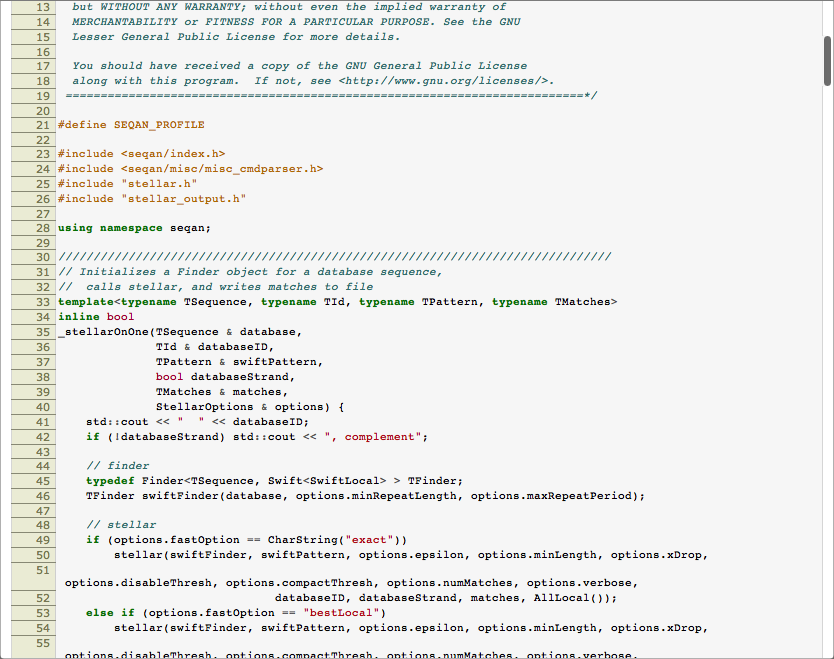 13 but WITHOUT ANY WARRANTY; without even the implied warranty of
14 MERCHANTABILITY or FITNESS FOR A PARTICULAR PURPOSE. See the GNU
15 Lesser General Public License for more details.
16
17 You should have received a copy of the GNU General Public License
18 along with this program.  If not, see <http://www.gnu.org/licenses/>.
19 ==========================================================================*/
20
21 #define SEQAN_PROFILE
22
23 #include <seqan/index.h>
24 #include <seqan/misc/misc_cmdparser.h>
25 #include "stellar.h"
26 #include "stellar_output.h"
27
28 using namespace seqan;
29
30 ///////////////////////////////////////////////////////////////////////////////
31 // Initializes a Finder object for a database sequence,
32 //  calls stellar, and writes matches to file
33 template<typename TSequence, typename TId, typename TPattern, typename TMatches>
34 inline bool
35 _stellarOnOne(TSequence & database,
36               TId & databaseID,
37               TPattern & swiftPattern,
38               bool databaseStrand,
39               TMatches & matches,
40               StellarOptions & options) {
41     std::cout << "  " << databaseID;
42     if (!databaseStrand) std::cout << ", complement";
43
44     // finder
45     typedef Finder<TSequence, Swift<SwiftLocal> > TFinder;
46     TFinder swiftFinder(database, options.minRepeatLength, options.maxRepeatPeriod);
47
48     // stellar
49     if (options.fastOption == CharString("exact"))
50         stellar(swiftFinder, swiftPattern, options.epsilon, options.minLength, options.xDrop,
51
options.disableThresh, options.compactThresh, options.numMatches, options.verbose,
52                                databaseID, databaseStrand, matches, AllLocal());
53     else if (options.fastOption == "bestLocal")
54         stellar(swiftFinder, swiftPattern, options.epsilon, options.minLength, options.xDrop,
55
options.disableThresh, options.compactThresh, options.numMatches, options.verbose,